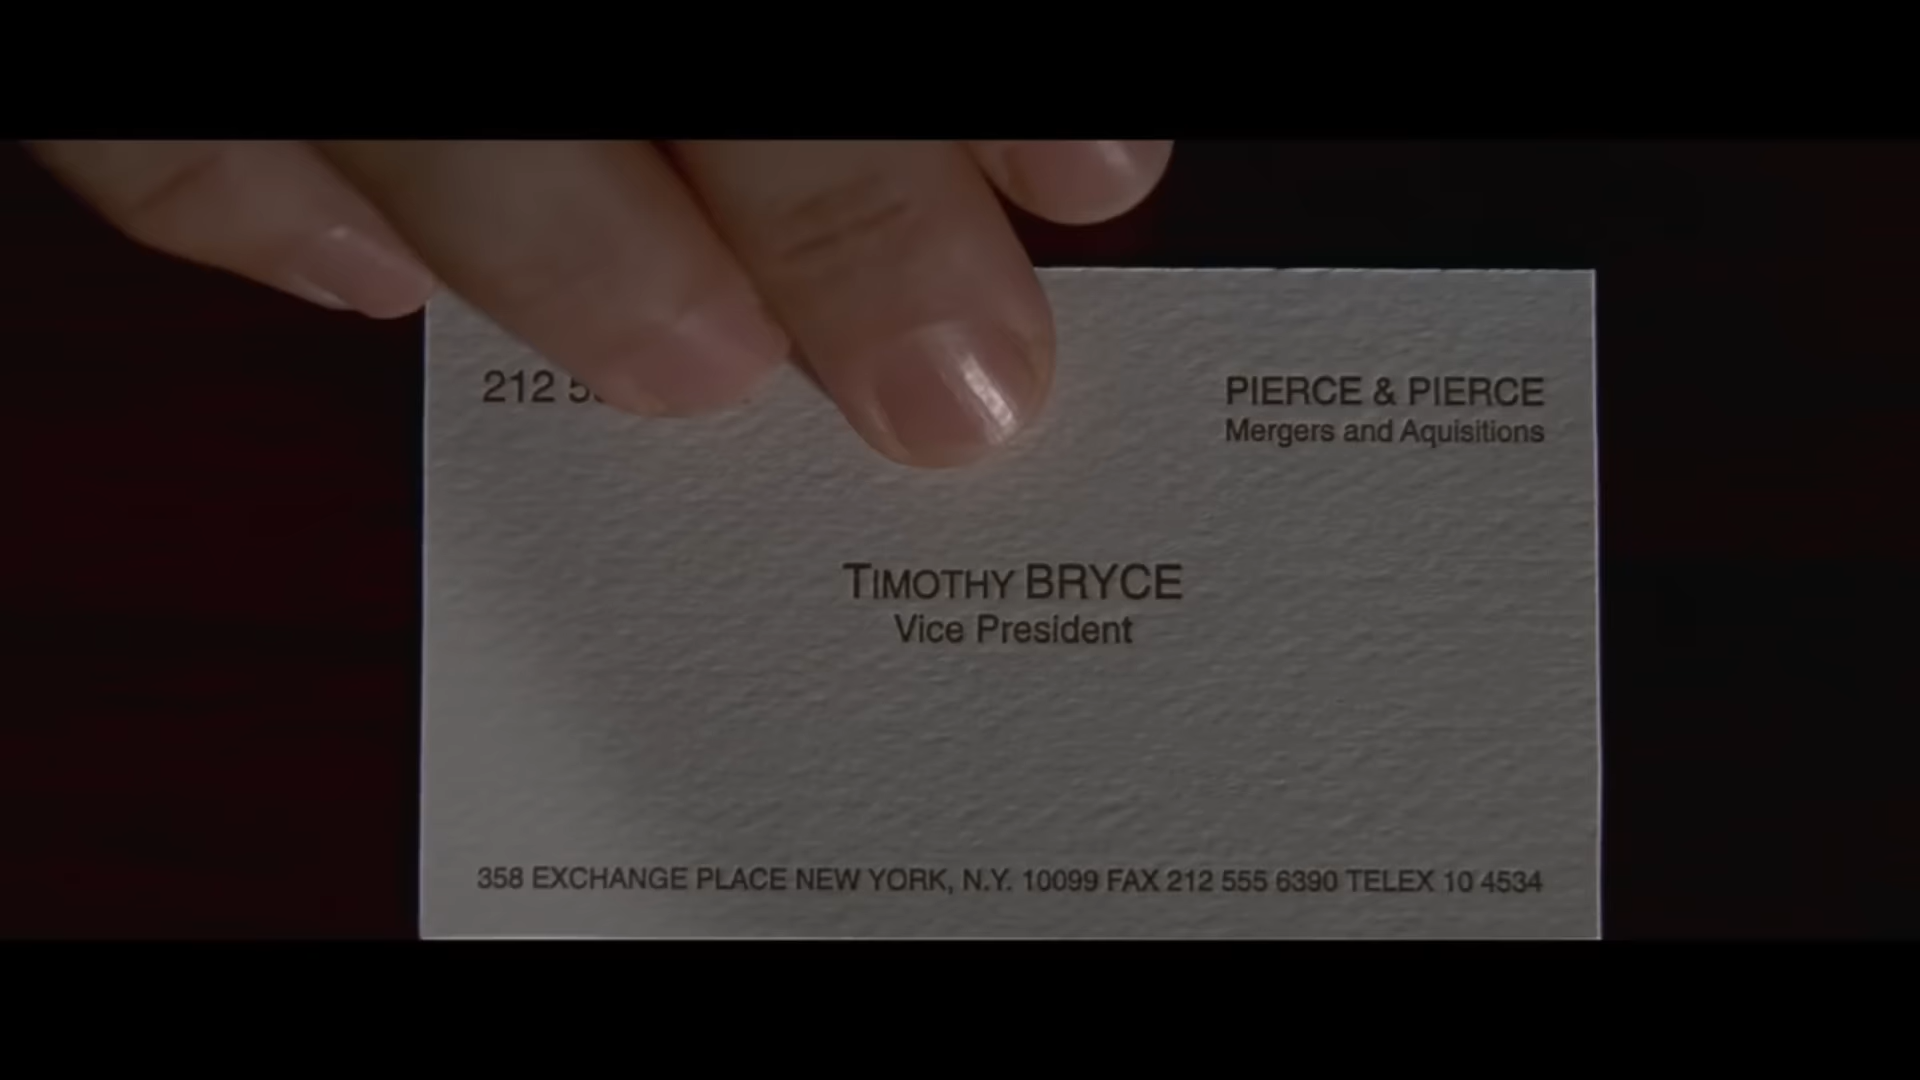 212
PIERCE & PIERCE
Mergers and Aquisitions
TIMOTHY BRYCE
Vice President
358 EXCHANGE PLACE NEW YORK, N.Y. 10099 FAX 212 555 6390 TELEX 10 4534